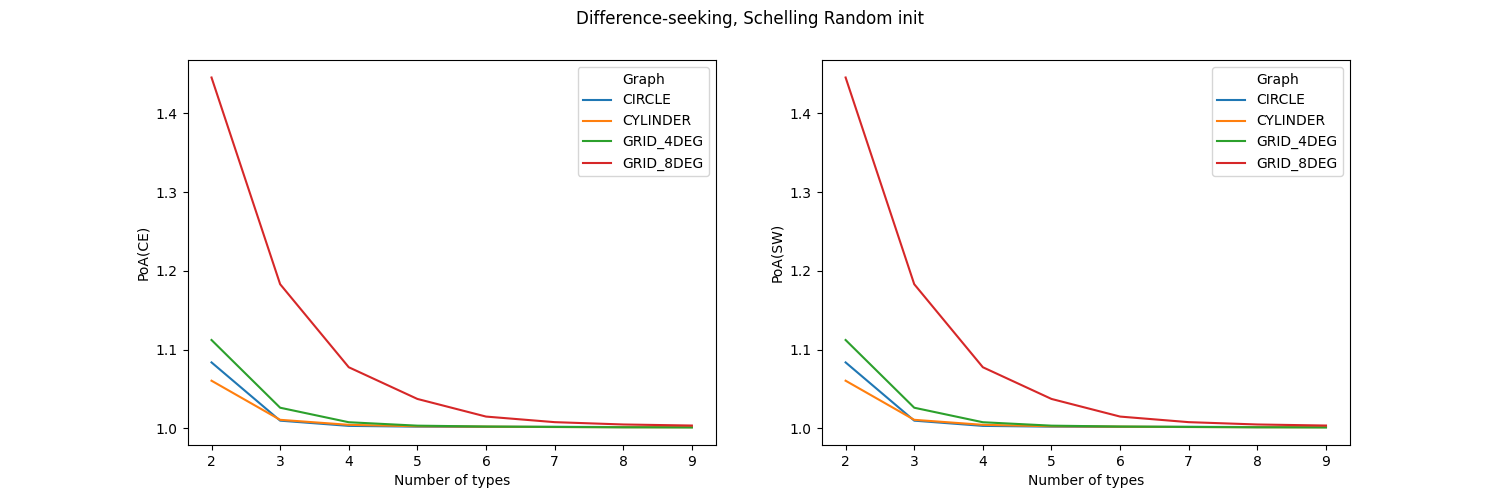 Difference-seeking, Schelling Random init
PoA(CE)
1.4
1.3
1.2
1.1
1.0
2 3 4 5 6 7 8 9
Number of types
Graph
CIRCLE
CYLINDER
GRID_4DEG
GRID_8DEG
PoA(SW)
1.4
1.3
1.2
1.1
1.0
2 3 4 5 6 7 8 9
Number of types
Graph
CIRCLE
CYLINDER
GRID_4DEG
GRID_8DEG